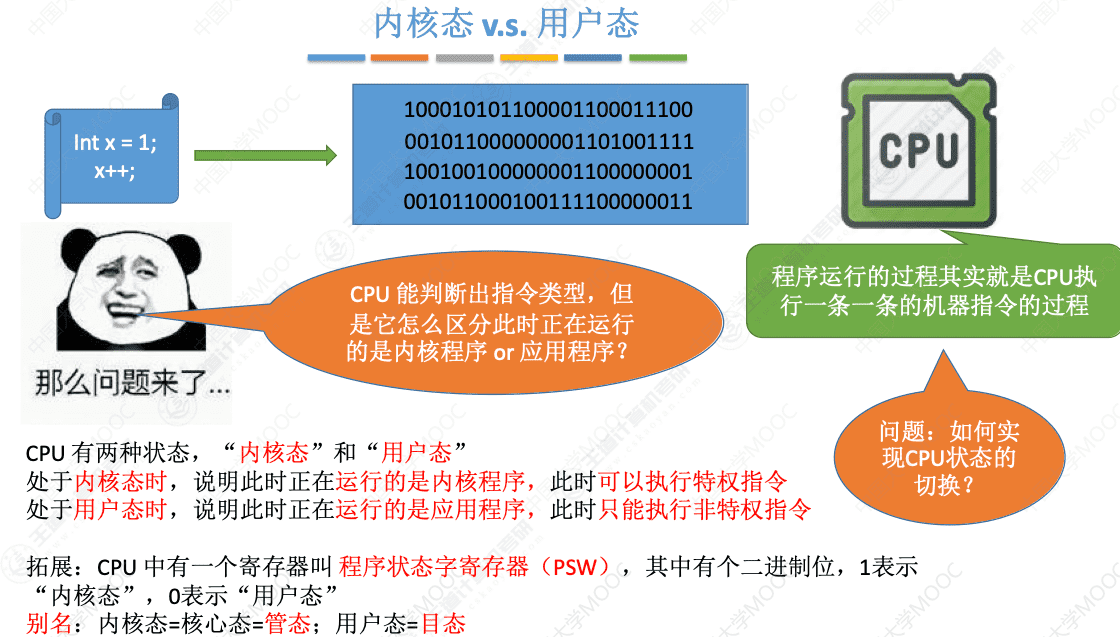 内核态 v.s. 用户态
Int x = 1;
x++;
100010101100001100011100
001011000000001101001111
100100100000001100000001
001011000100111100000011
CPU
程序运行的过程其实就是CPU执
行一条一条的机器指令的过程
CPU 能判断出指令类型，但
是它怎么区分此时正在运行
的是内核程序 or 应用程序？
那么问题来了...
问题：如何实
现CPU状态的
切换？
CPU 有两种状态，“内核态”和“用户态”
处于内核态时，说明此时正在运行的是内核程序，此时可以执行特权指令
处于用户态时，说明此时正在运行的是应用程序，此时只能执行非特权指令
拓展：CPU 中有一个寄存器叫 程序状态字寄存器（PSW），其中有个二进制位，1表示
“内核态”，0表示“用户态”
别名：内核态=核心态=管态；用户态=目态